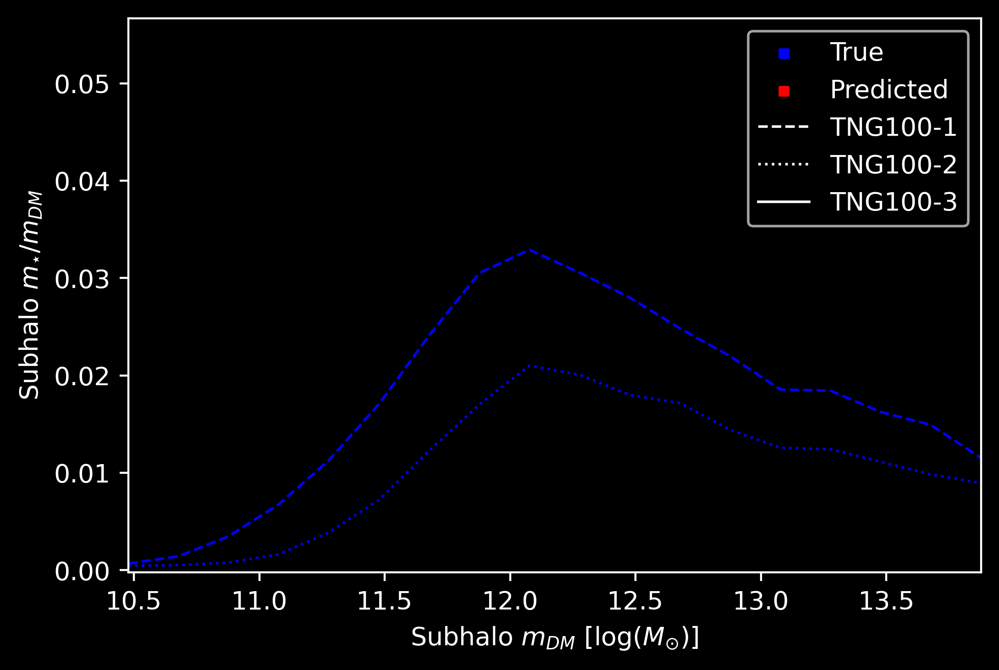 True
Predicted
TNG100-1
TNG100-2
TNG100-3
Subhalo m⋆/mDM
0.05
0.04
0.03
0.02
0.01
0.00
10.5 11.0 11.5 12.0 12.5 13.0 13.5
Subhalo mDM [log(M⊙)]